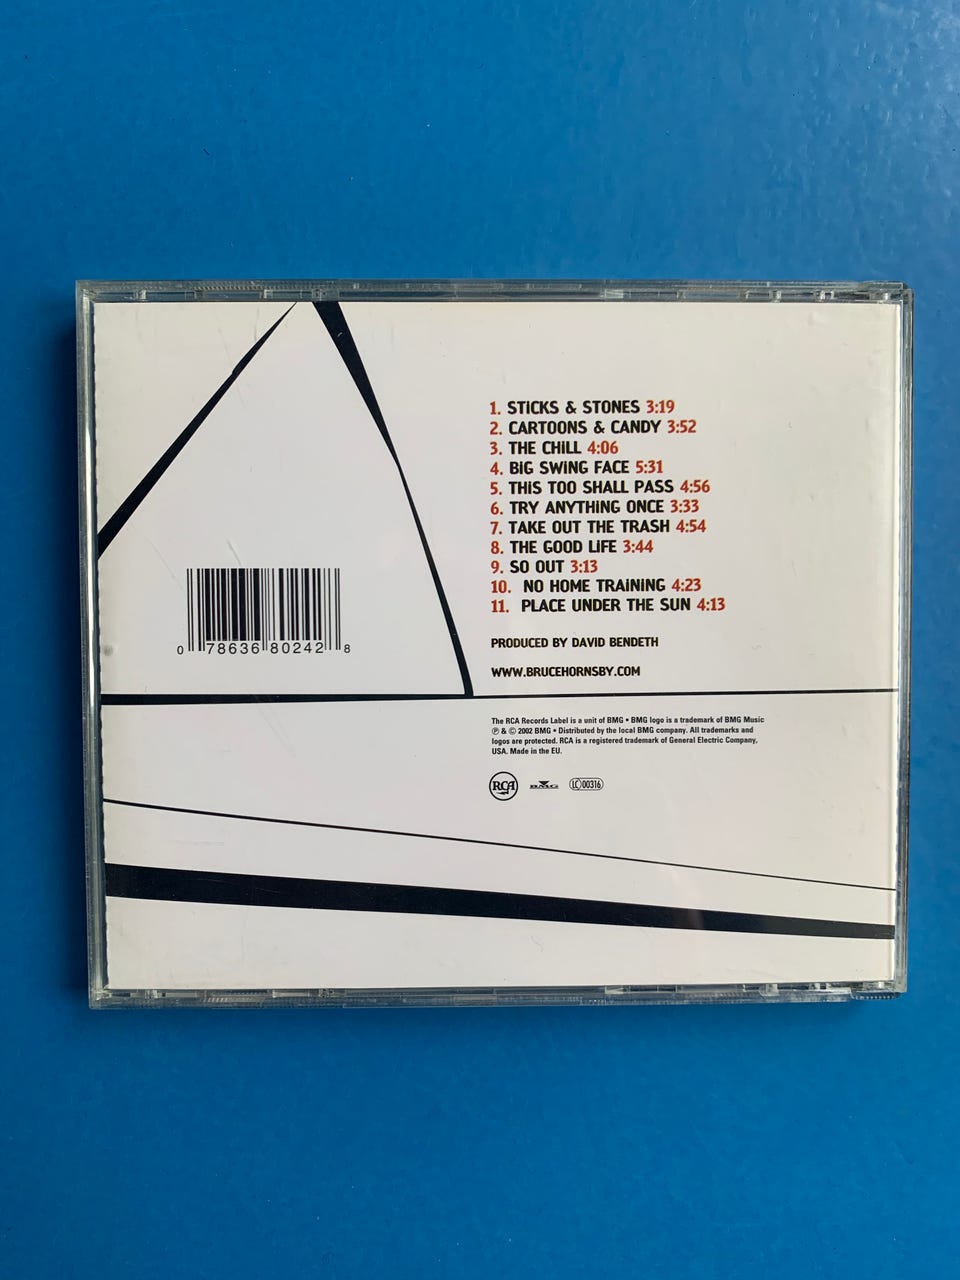 1. STICKS & STONES 3:19
2. CARTOONS & CANDY 3:52
3. THE CHILL 4:06
4. BIG SWING FACE 5:31
5. THIS TOO SHALL PASS 4:56
6. TRY ANYTHING ONCE 3:33
7. TAKE OUT THE TRASH 4:54
8. THE GOOD LIFE 3:44
9. SO OUT 3:13
10. NO HOME TRAINING 4:23
11. PLACE UNDER THE SUN 4:13
PRODUCED BY DAVID BENDETH
WWW.BRUCEHORNSBY.COM
0 78636 80242 8
The RCA Records Label is a unit of BMG • BMG logo is a trademark of BMG Music
℗ & © 2002 BMG • Distributed by the local BMG company. All trademarks and
logos are protected. RCA is a registered trademark of General Electric Company,
USA. Made in the EU.
RCA BMG LC 00316